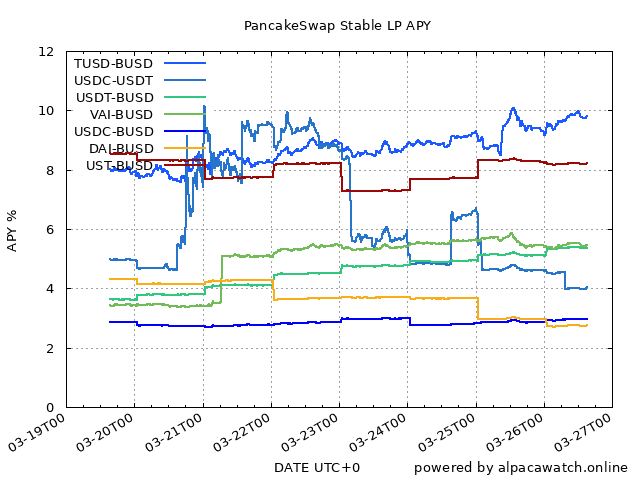 PancakeSwap Stable LP APY
12
10
8
6
4
2
0
APY %
TUSD-BUSD
USDC-USDT
USDT-BUSD
VAI-BUSD
USDC-BUSD
DAI-BUSD
UST-BUSD
03-19T00
03-20T00
03-21T00
03-22T00
03-23T00
03-24T00
03-25T00
03-26T00
03-27T00
DATE UTC+0
powered by alpacawatch.online